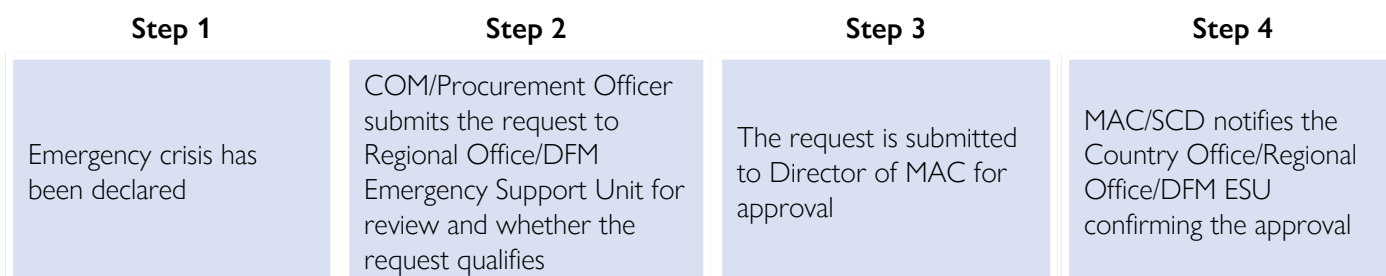 Step 1
Emergency crisis has
been declared
Step 2
COM/Procurement Officer
submits the request to
Regional Office/DFM
Emergency Support Unit for
review and whether the
request qualifies
Step 3
The request is submitted
to Director of MAC for
approval
Step 4
MAC/SCD notifies the
Country Office/Regional
Office/DFM ESU
confirming the approval